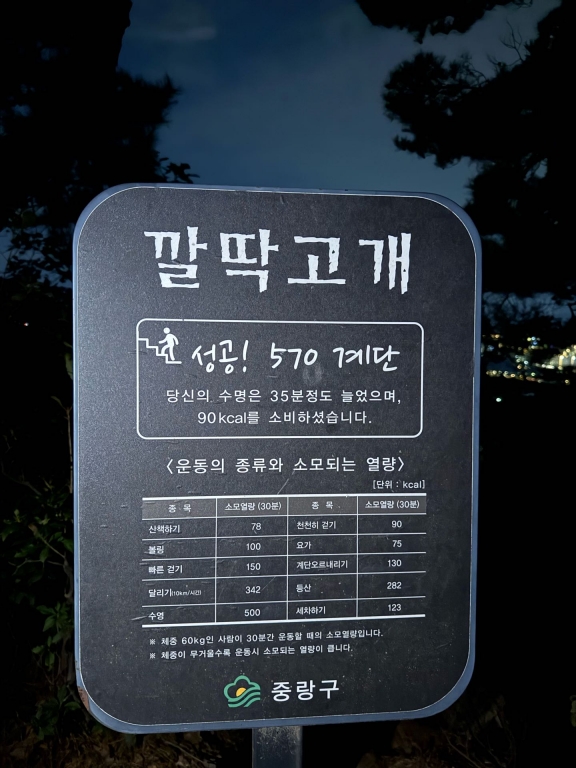 깔딱고개
성공! 570 계단
당신의 수명은 35분정도 늘었으며,
90kcal를 소비하셨습니다.
〈운동의 종류와 소모되는 열량〉
[단위 : kcal]
종 목 소모열량 (30분) 종 목 소모열량 (30분)
산책하기 78 천천히 걷기 90
볼링 100 요가 75
빠른 걷기 150 계단오르내리기 130
달리기(10km/시간) 342 등산 282
수영 500 세차하기 123
※ 체중 60kg인 사람이 30분간 운동할 때의 소모열량입니다.
※ 체중이 무거울수록 운동시 소모되는 열량이 큽니다.
중랑구